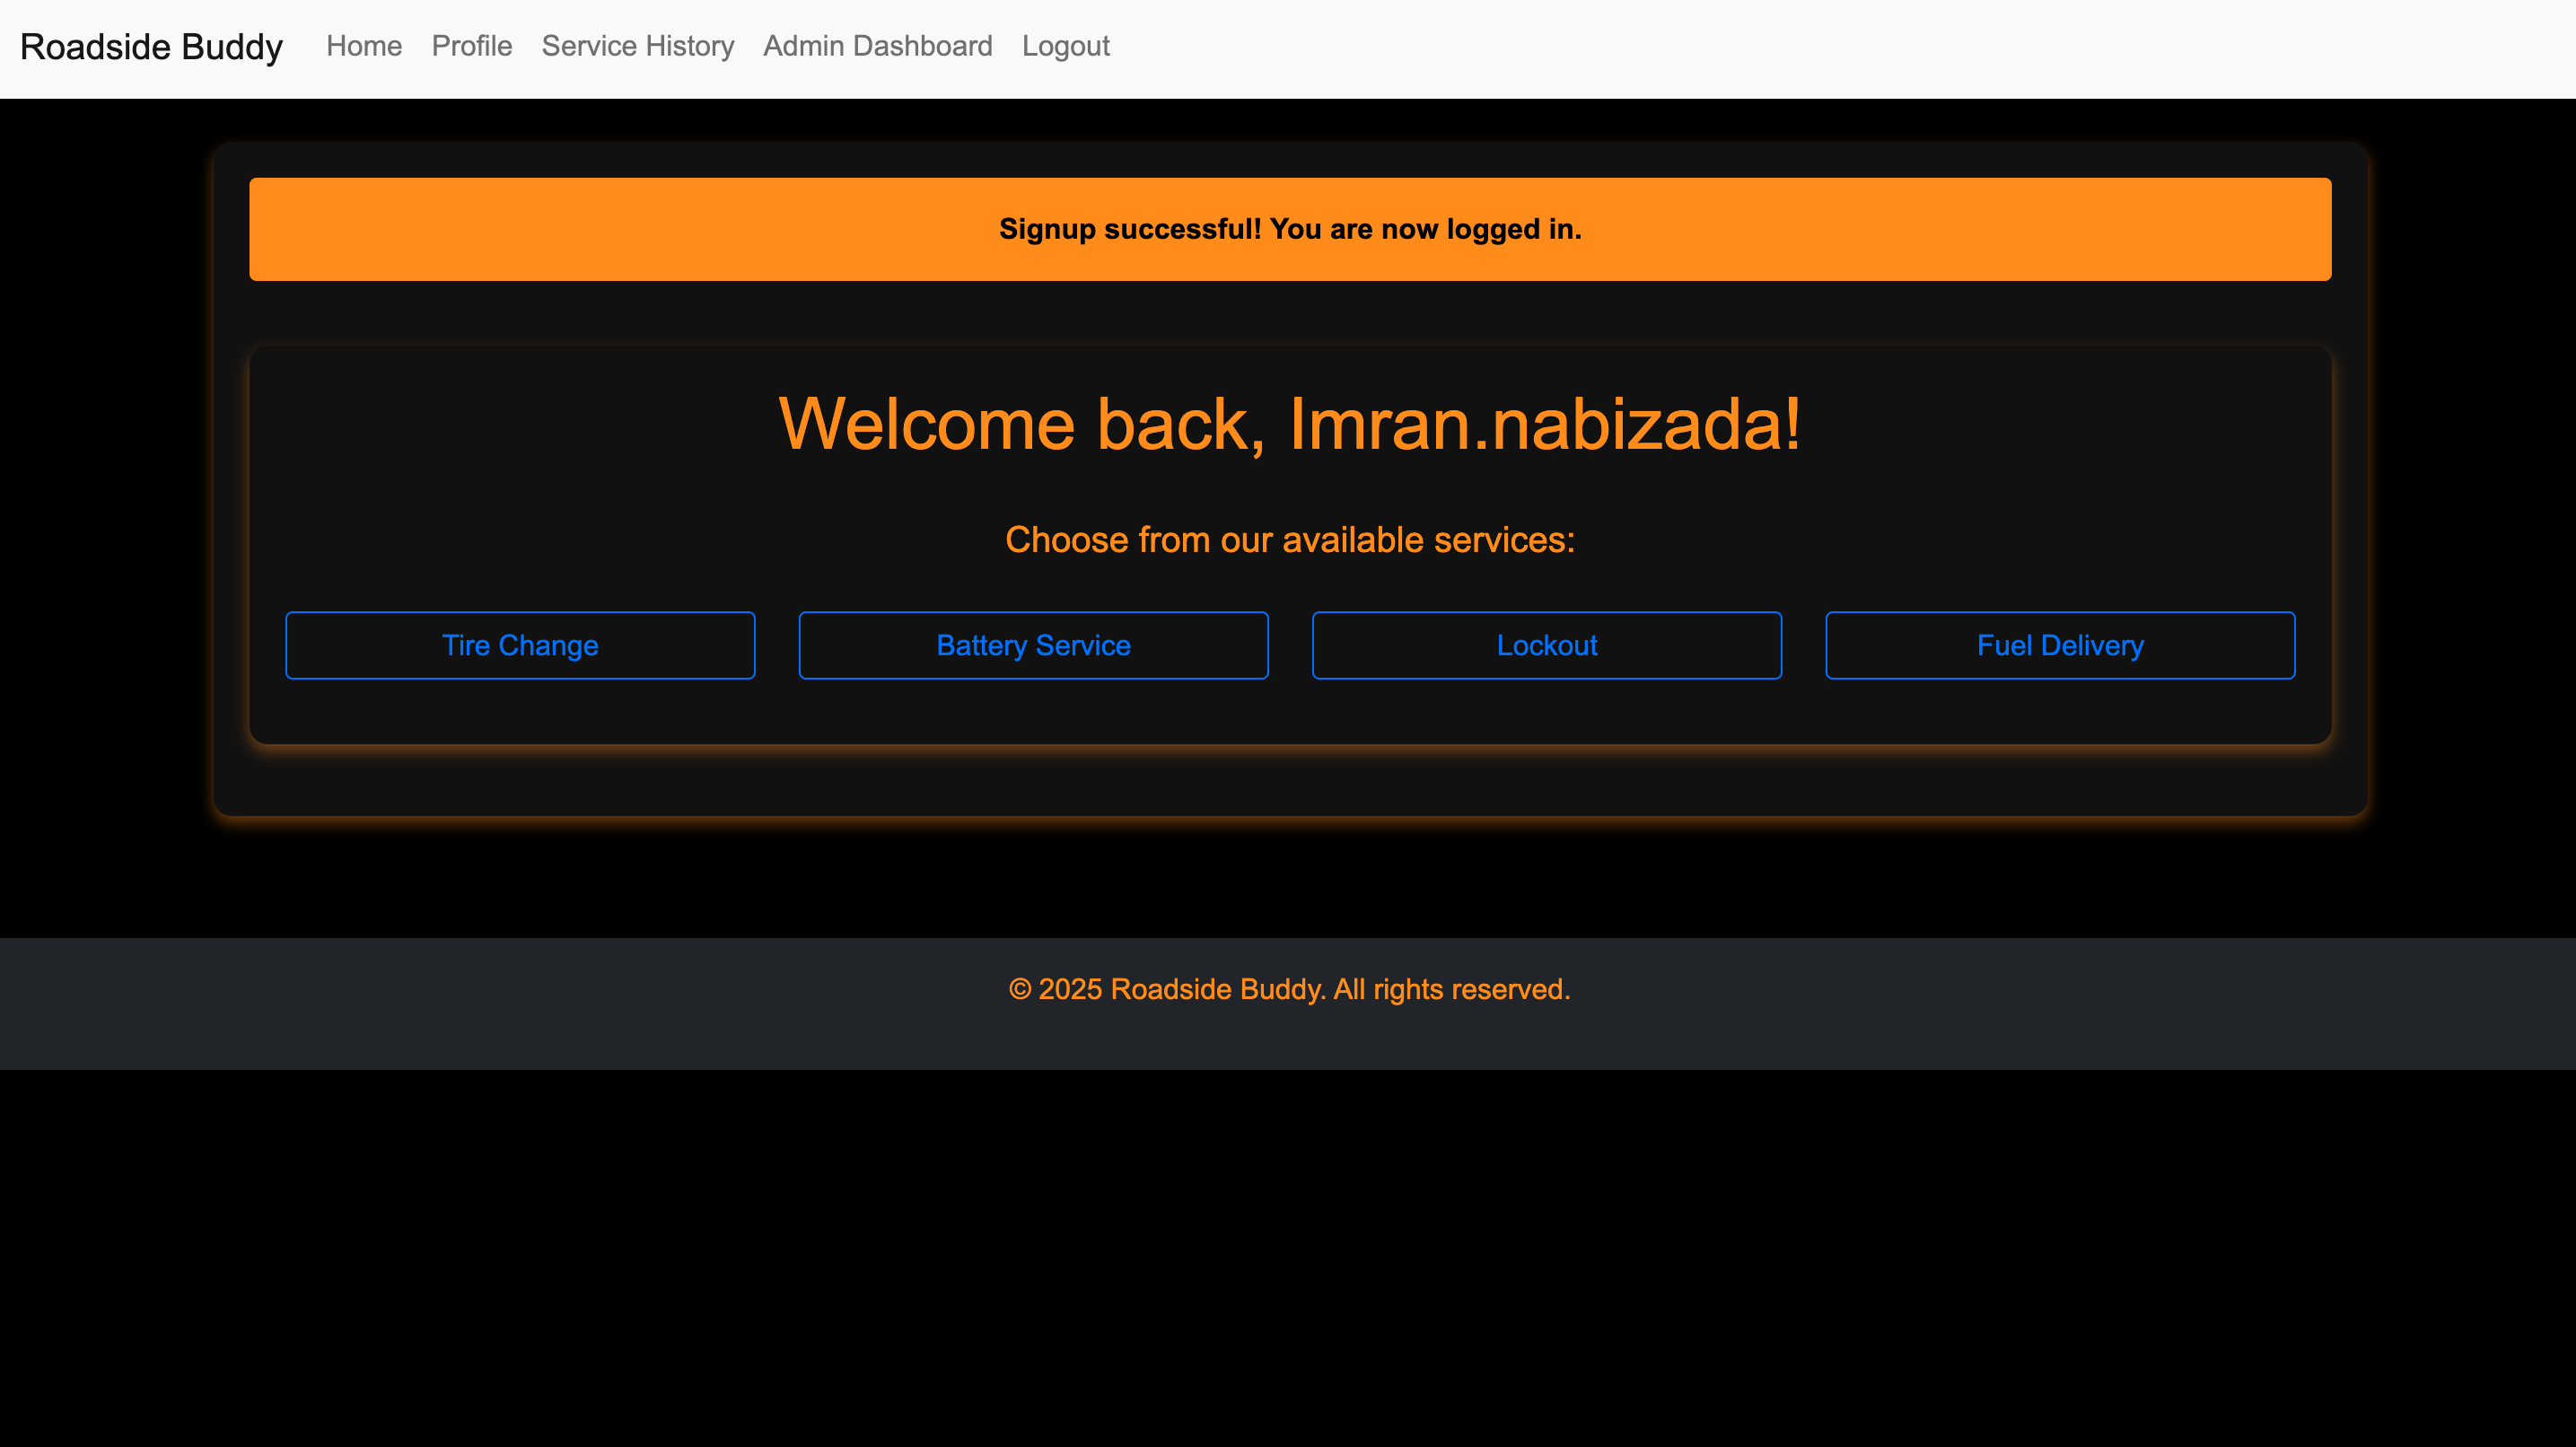 Roadside Buddy Home Profile Service History Admin Dashboard Logout
Signup successful! You are now logged in.
Welcome back, Imran.nabizada!
Choose from our available services:
Tire Change Battery Service Lockout Fuel Delivery
© 2025 Roadside Buddy. All rights reserved.